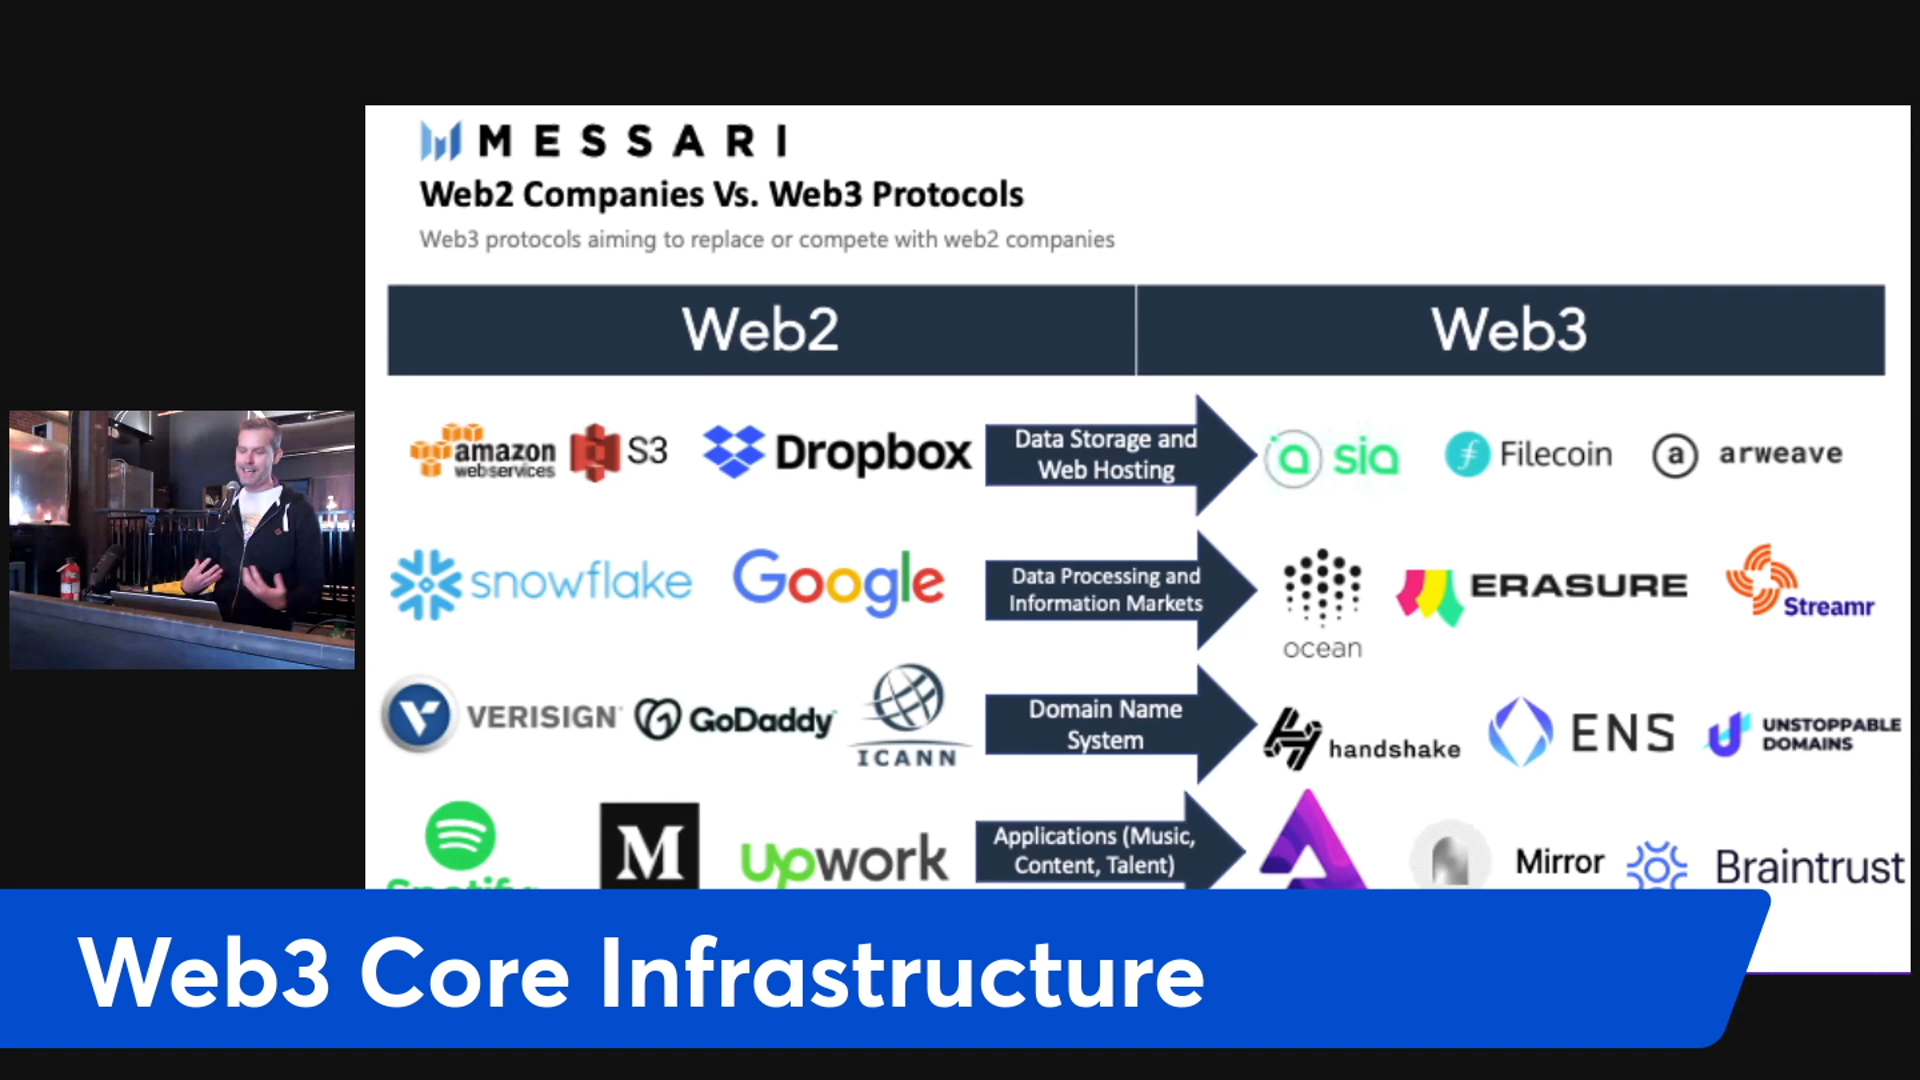 MESSARI
Web2 Companies Vs. Web3 Protocols
Web3 protocols aiming to replace or compete with web2 companies
Web2
Web3
amazon
webservices
S3
Dropbox
Data Storage and
Web Hosting
sia
Filecoin
arweave
snowflake
Google
Data Processing and
Information Markets
ocean
ERASURE
Streamr
VERISIGN
GoDaddy
ICANN
Domain Name
System
handshake
ENS
UNSTOPPABLE
DOMAINS
Spotify
M
upwork
Applications (Music,
Content, Talent)
Mirror
Braintrust
Web3 Core Infrastructure